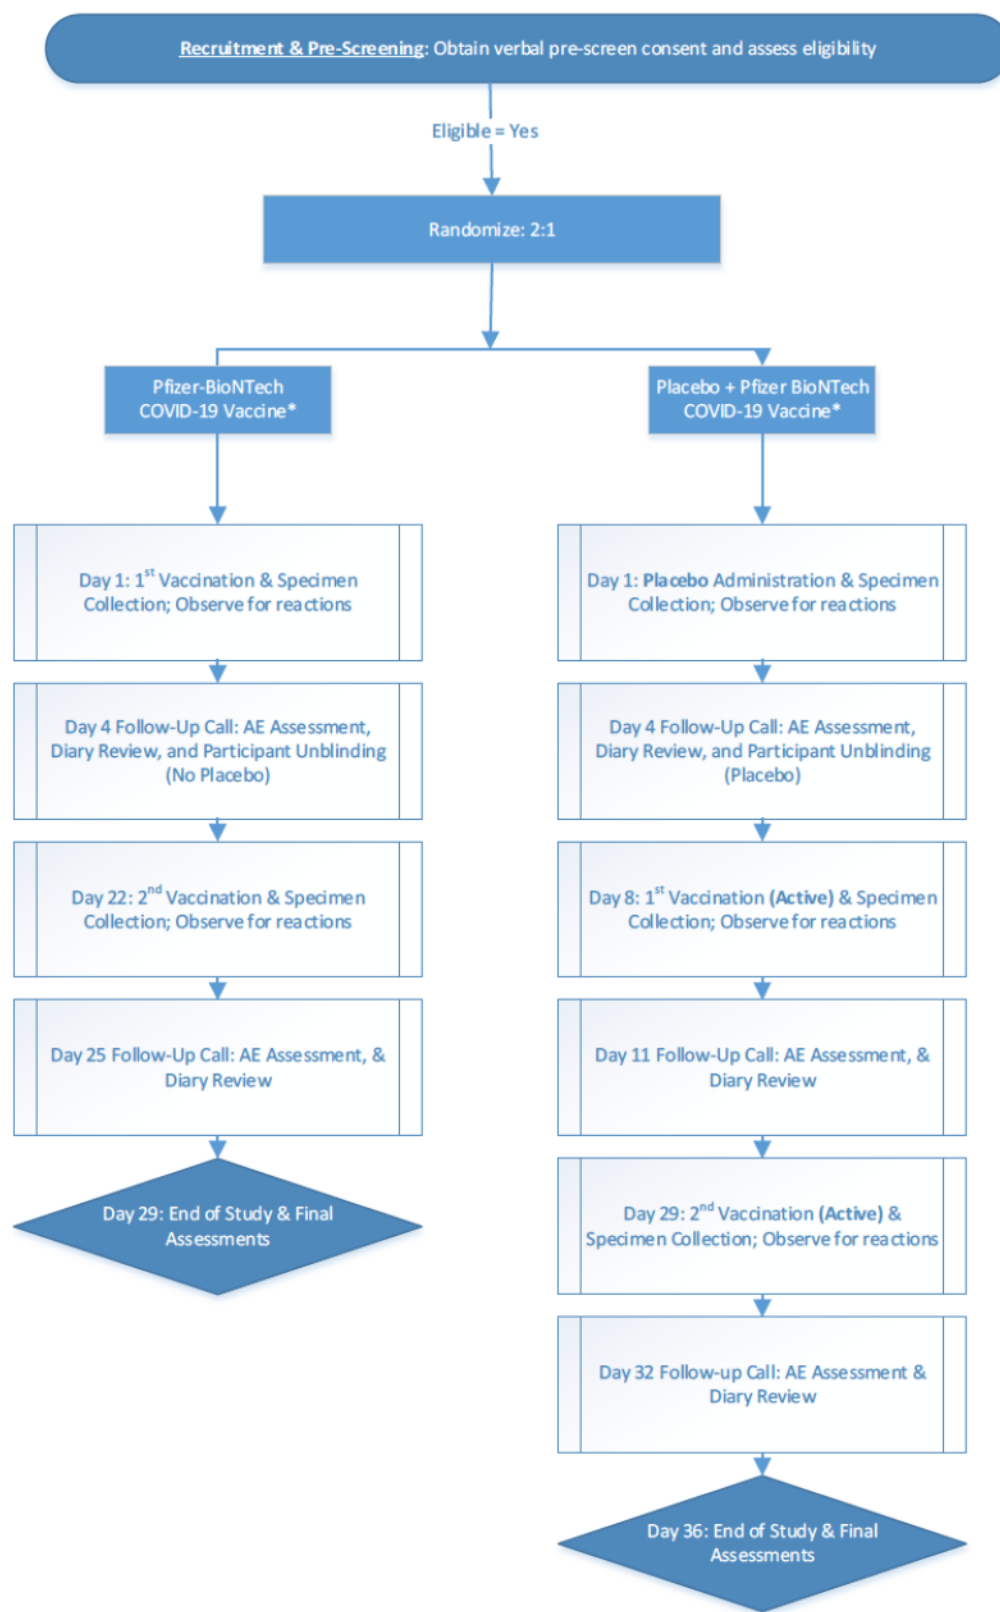 Recruitment & Pre-Screening: Obtain verbal pre-screen consent and assess eligibility
Eligible = Yes
Randomize: 2:1
Pfizer-BioNTech
COVID-19 Vaccine*
Day 1: 1st Vaccination & Specimen
Collection; Observe for reactions
Day 4 Follow-Up Call: AE Assessment,
Diary Review, and Participant Unblinding
(No Placebo)
Day 22: 2nd Vaccination & Specimen
Collection; Observe for reactions
Day 25 Follow-Up Call: AE Assessment, &
Diary Review
Day 29: End of Study & Final
Assessments
Placebo + Pfizer BioNTech
COVID-19 Vaccine*
Day 1: Placebo Administration & Specimen
Collection; Observe for reactions
Day 4 Follow-Up Call: AE Assessment,
Diary Review, and Participant Unblinding
(Placebo)
Day 8: 1st Vaccination (Active) & Specimen
Collection; Observe for reactions
Day 11 Follow-Up Call: AE Assessment, &
Diary Review
Day 29: 2nd Vaccination (Active) &
Specimen Collection; Observe for reactions
Day 32 Follow-up Call: AE Assessment &
Diary Review
Day 36: End of Study & Final
Assessments